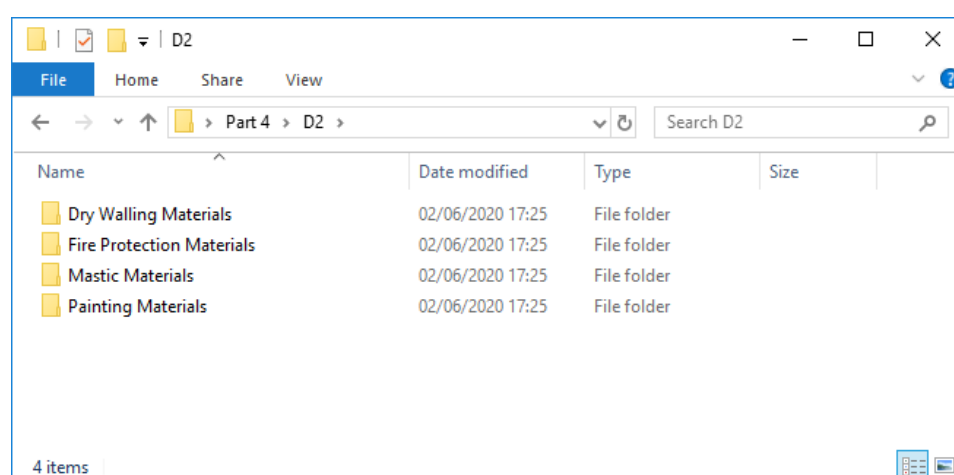 D2
File Home Share View ?
Part 4 > D2 > Search D2
Name Date modified Type Size
Dry Walling Materials 02/06/2020 17:25 File folder
Fire Protection Materials 02/06/2020 17:25 File folder
Mastic Materials 02/06/2020 17:25 File folder
Painting Materials 02/06/2020 17:25 File folder
4 items